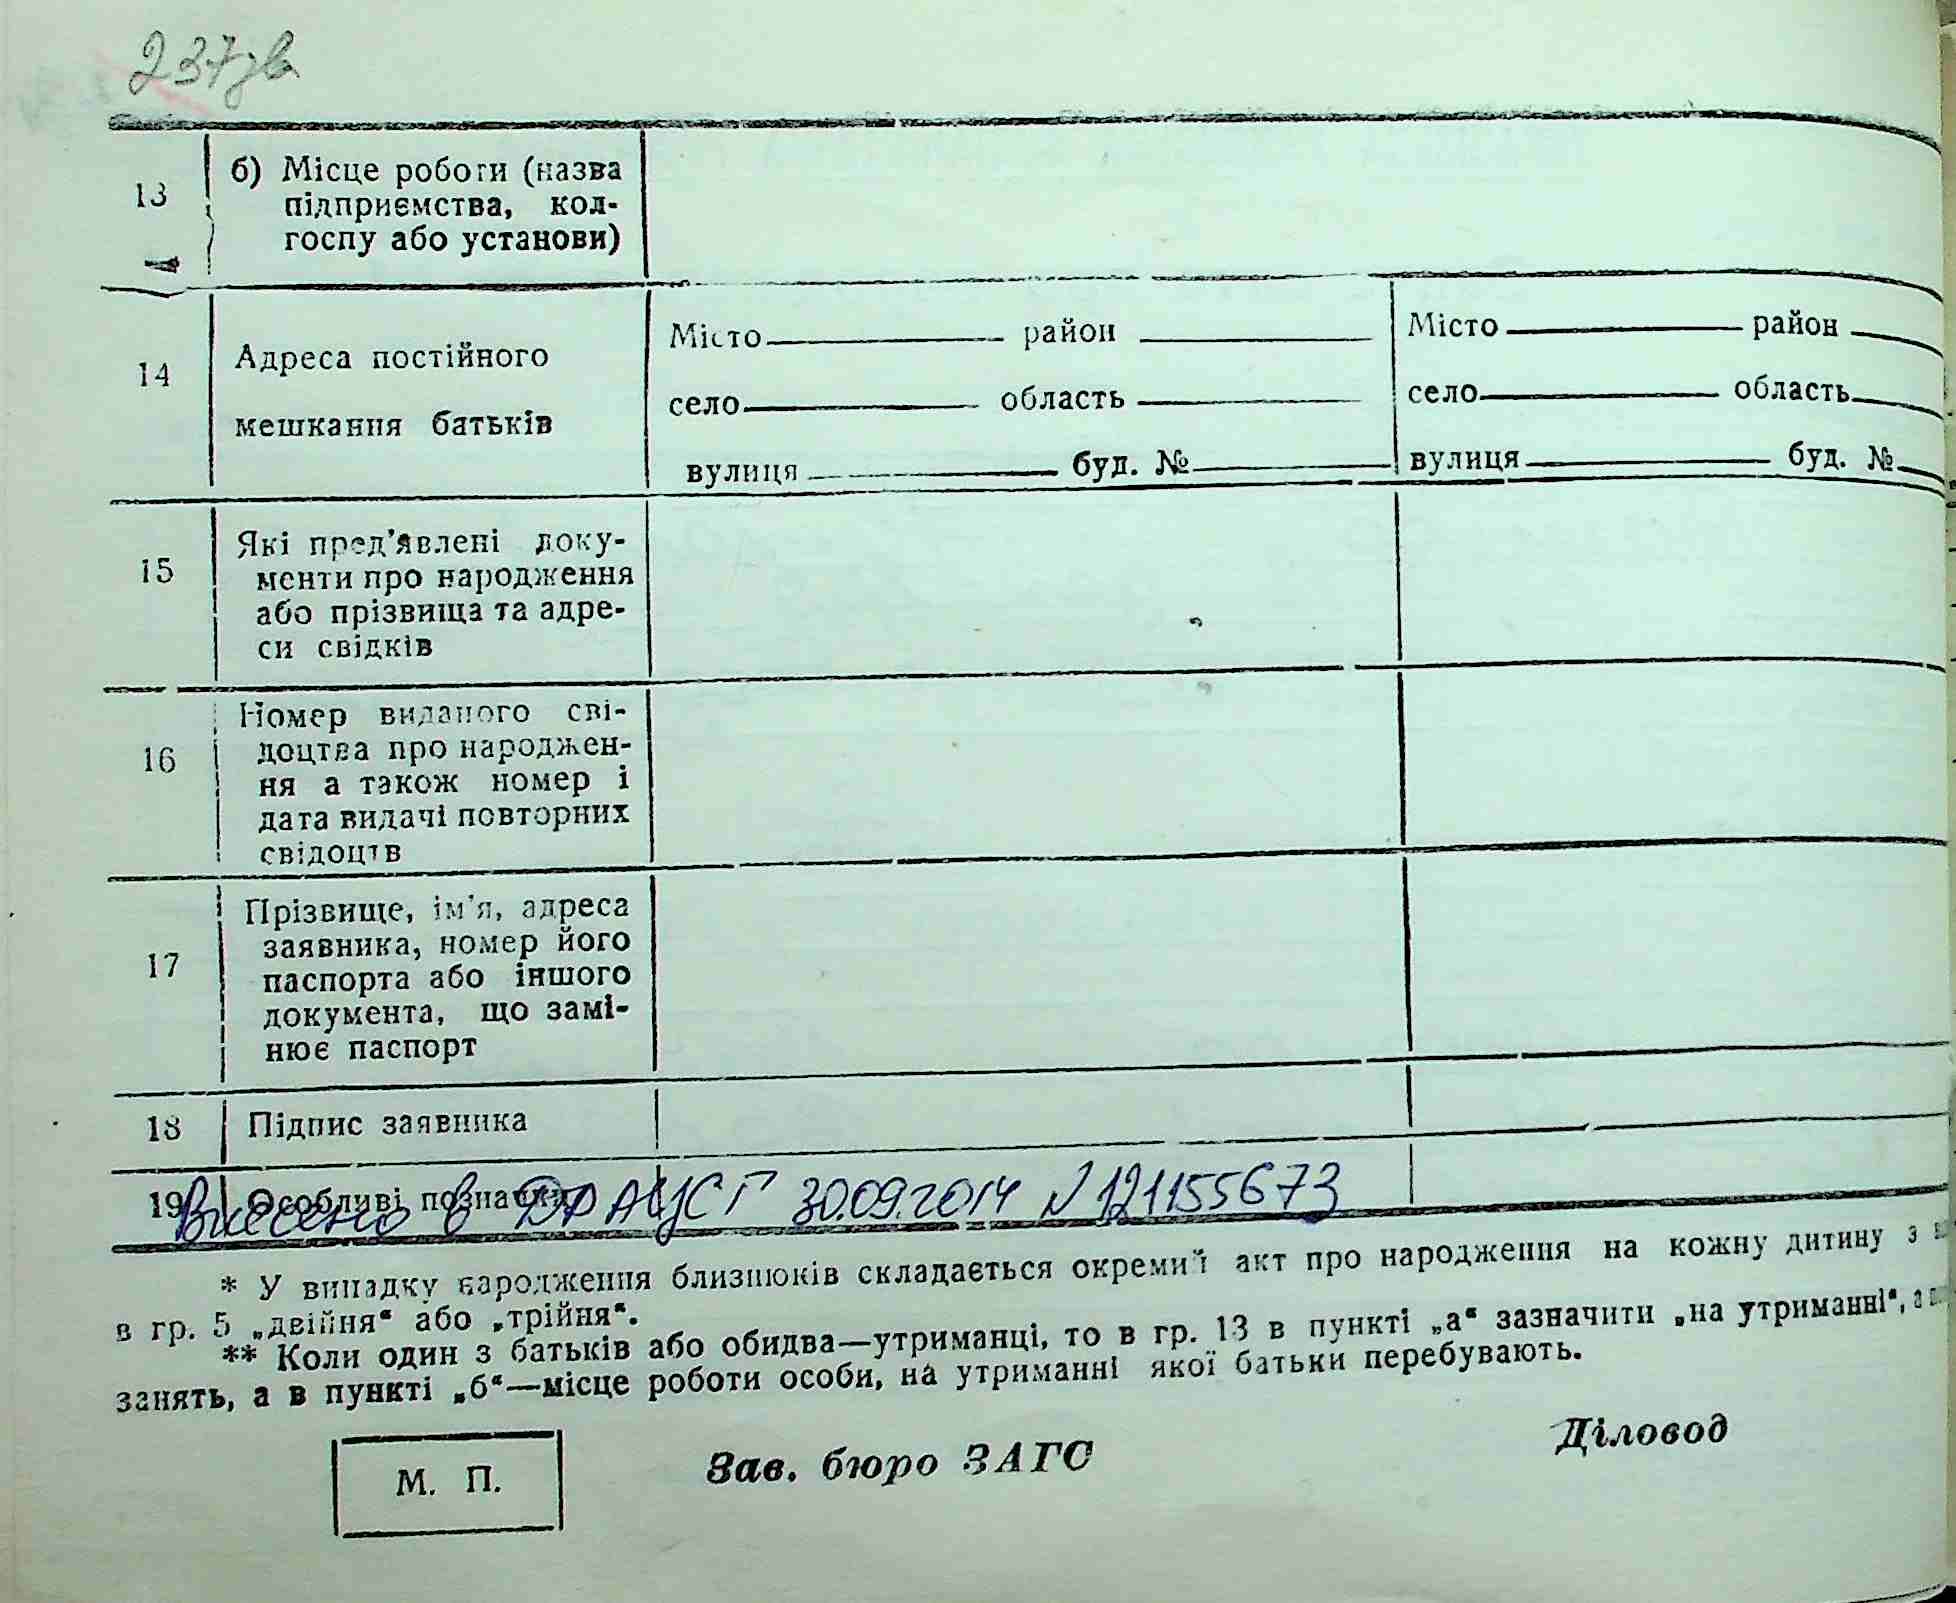 237зв
13
б) Місце роботи (назва
підприємства, кол-
госпу або установи)
14
Адреса постійного
мешкання батьків
Місто район
село область
вулиця буд. №
Місто район
село область
вулиця буд. №
15
Які пред'явлені доку-
менти про народження
або прізвища та адре-
си свідків
16
Номер виданого сві-
доцтва про народжен-
ня а також номер і
дата видачі повторних
свідоцтв
17
Прізвище, ім'я, адреса
заявника, номер його
паспорта або іншого
документа, що замі-
нює паспорт
18 Підпис заявника
19 Особливі позначки
Внесено в ДРАЦСГ 30.09.2014 №121155673
* У випадку народження близнюків складається окремий акт про народження на кожну дитину з
в гр. 5 „двійня“ або „трійня“.
** Коли один з батьків або обидва—утриманці, то в гр. 13 в пункті „а“ зазначити „на утриманні“, а
занять, а в пункті „б“—місце роботи особи, на утриманні якої батьки перебувають.
М. П.
Зав. бюро ЗАГС
Діловод